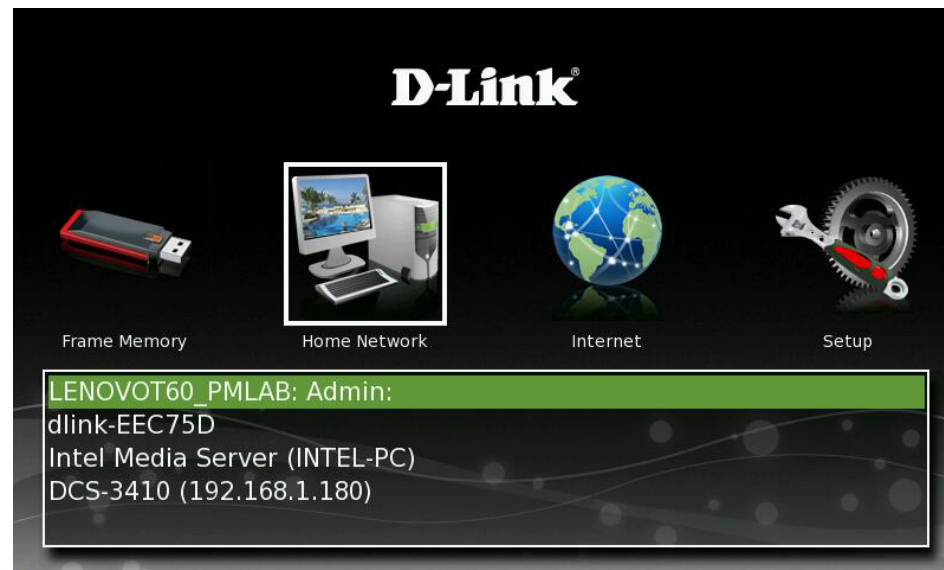 D-Link®
Frame Memory
Home Network
Internet
Setup
LENOVOT60_PMLAB: Admin:
dlink-EEC75D
Intel Media Server (INTEL-PC)
DCS-3410 (192.168.1.180)